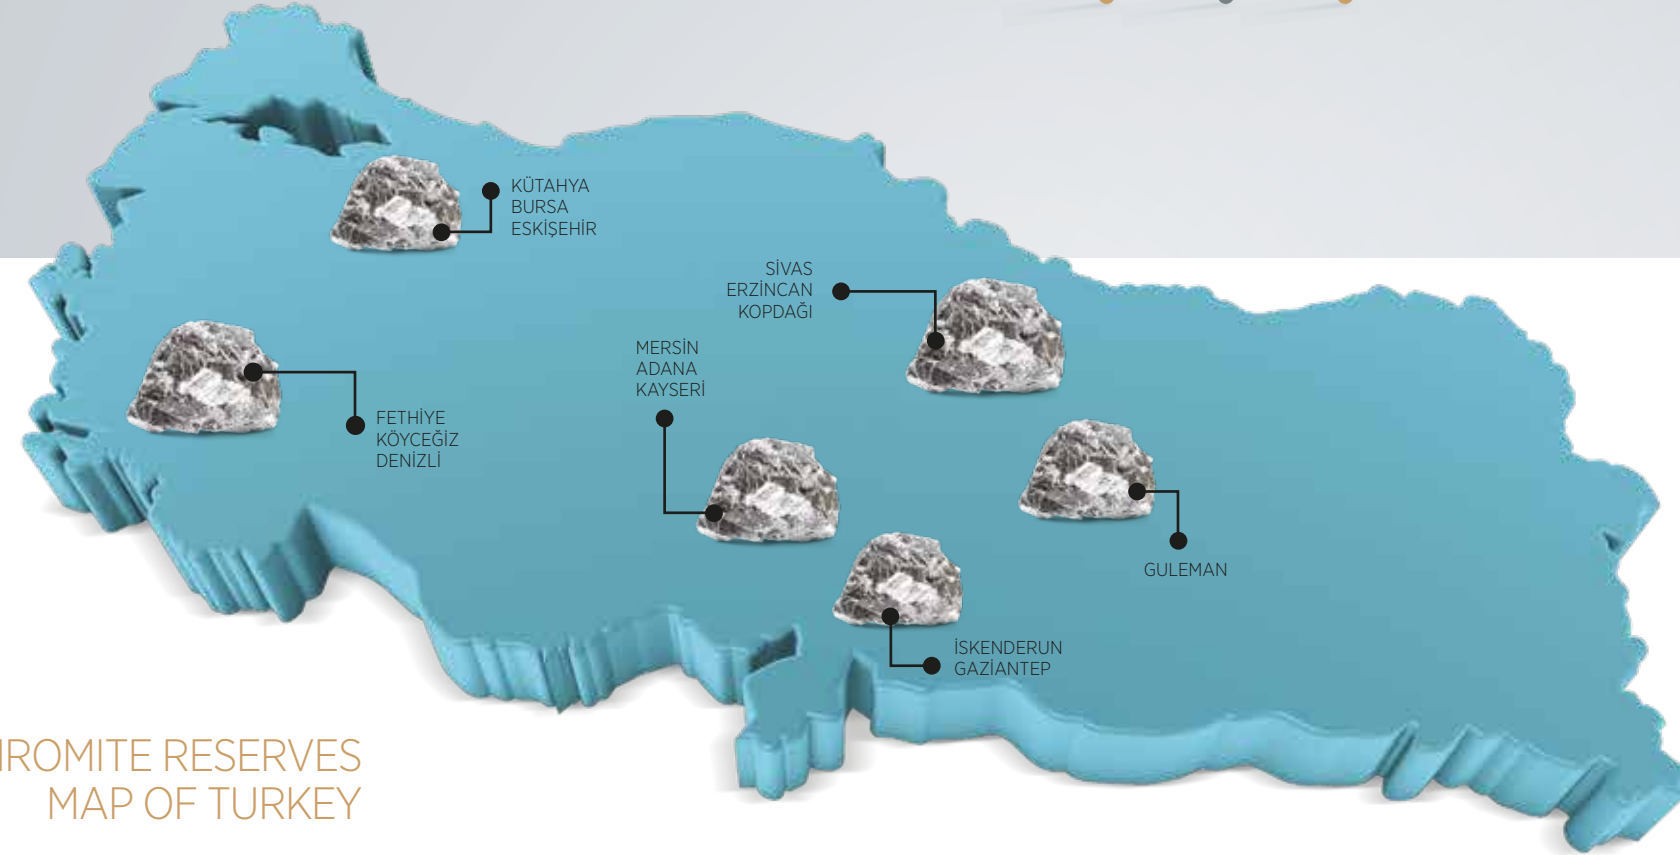 KÜTAHYA
BURSA
ESKİŞEHİR
SİVAS
ERZİNCAN
KOPDAĞI
MERSİN
ADANA
KAYSERİ
FETHİYE
KÖYCEĞİZ
DENİZLİ
GULEMAN
İSKENDERUN
GAZİANTEP
ROMITE RESERVES
MAP OF TURKEY